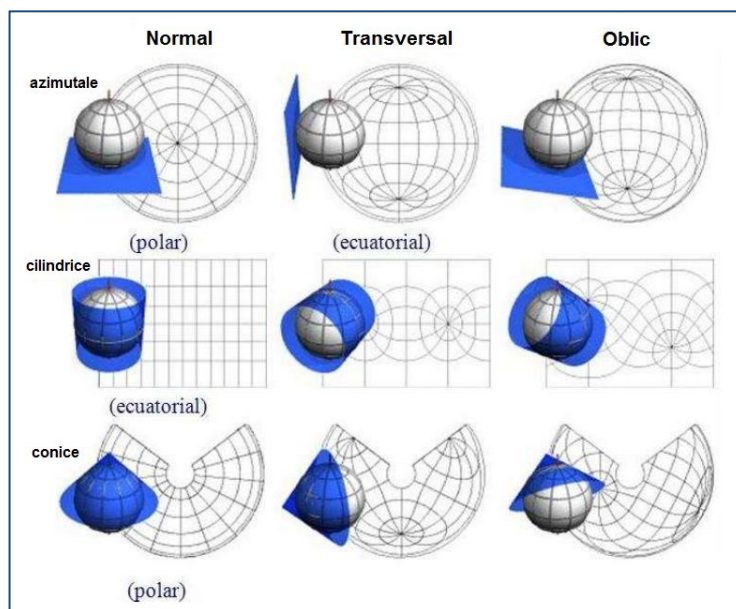 Normal Transversal Oblic
azimutale
(polar) (ecuatorial)
cilindrice
(ecuatorial)
conice
(polar)